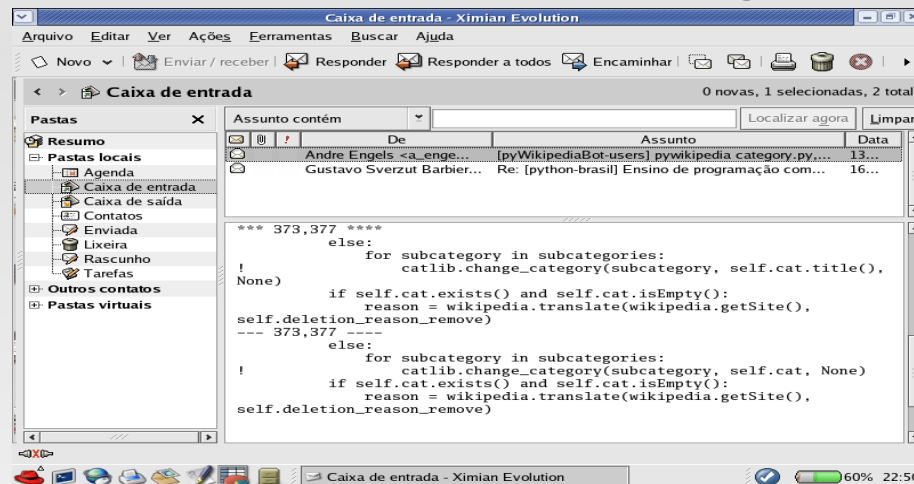 Caixa de entrada - Ximian Evolution
Arquivo Editar Ver Ações Ferramentas Buscar Ajuda
Novo Enviar / receber Responder Responder a todos Encaminhar
Caixa de entrada 0 novas, 1 selecionadas, 2 total
Pastas Assunto contém Localizar agora Limpar
De Assunto Data
Resumo
Pastas locais
Agenda
Caixa de entrada
Caixa de saída
Contatos
Enviada
Lixeira
Rascunho
Tarefas
Outros contatos
Pastas virtuais
Andre Engels <a_enge... [pyWikipediaBot-users] pywikipedia category.py,... 13...
Gustavo Sverzut Barbier... Re: [python-brasil] Ensino de programação com... 16...
*** 373,377 ****
else:
for subcategory in subcategories:
! catlib.change_category(subcategory, self.cat.title(),
None)
if self.cat.exists() and self.cat.isEmpty():
reason = wikipedia.translate(wikipedia.getSite(),
self.deletion_reason_remove)
--- 373,377 ----
else:
for subcategory in subcategories:
! catlib.change_category(subcategory, self.cat, None)
if self.cat.exists() and self.cat.isEmpty():
reason = wikipedia.translate(wikipedia.getSite(),
self.deletion_reason_remove)
Caixa de entrada - Ximian Evolution 60%